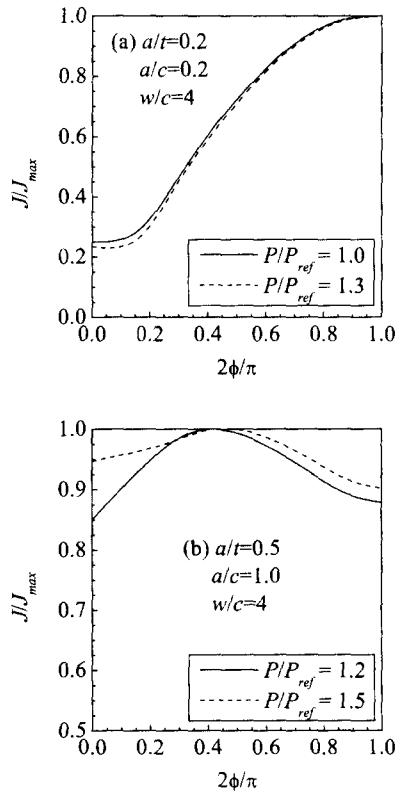 1.0
0.8
0.6
0.4
0.2
0.0
J/J_max
(a) a/t=0.2
a/c=0.2
w/c=4
P/P_ref = 1.0
P/P_ref = 1.3
0.0 0.2 0.4 0.6 0.8 1.0
2ϕ/π
1.0
0.9
0.8
0.7
0.6
0.5
J/J_max
(b) a/t=0.5
a/c=1.0
w/c=4
P/P_ref = 1.2
P/P_ref = 1.5
0.0 0.2 0.4 0.6 0.8 1.0
2ϕ/π